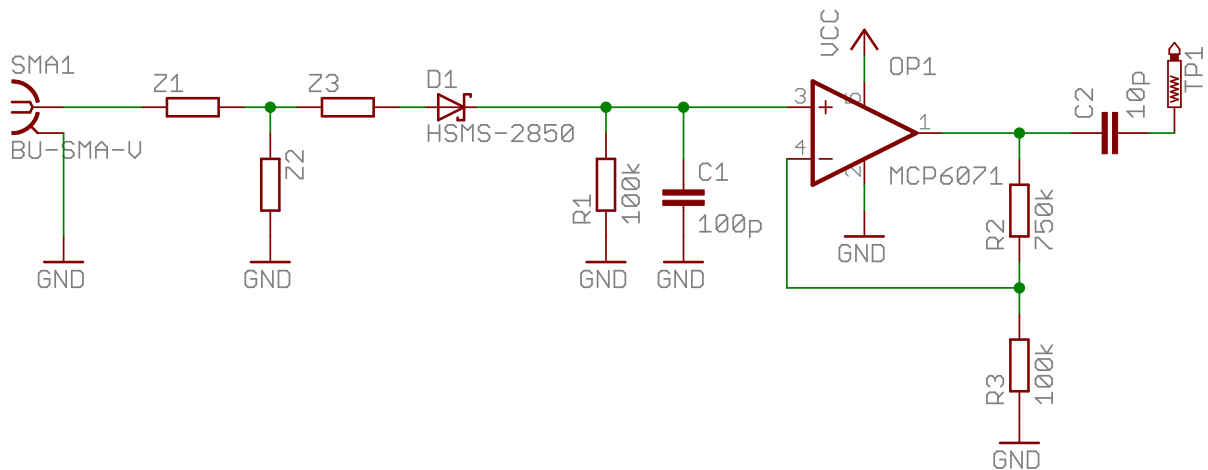 SMA1
BU-SMA-V
GND
Z1
Z2
GND
Z3
D1
HSMS-2850
R1
100k
GND
C1
100p
GND
VCC
OP1
3
5
4
2
1
MCP6071
GND
R2
750k
R3
100k
GND
C2
10p
TP1